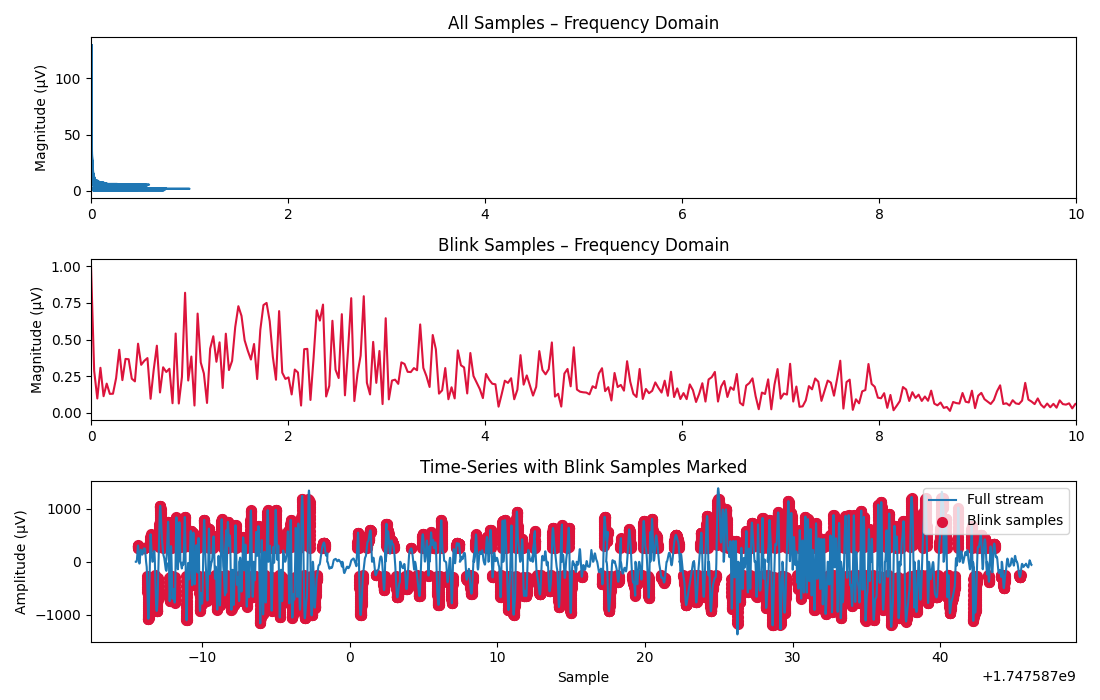 All Samples – Frequency Domain
Magnitude (µV)
100
50
0
0 2 4 6 8 10
Blink Samples – Frequency Domain
Magnitude (µV)
1.00
0.75
0.50
0.25
0.00
0 2 4 6 8 10
Time-Series with Blink Samples Marked
Amplitude (µV)
1000
0
−1000
Full stream
Blink samples
−10 0 10 20 30 40
Sample
+1.747587e9